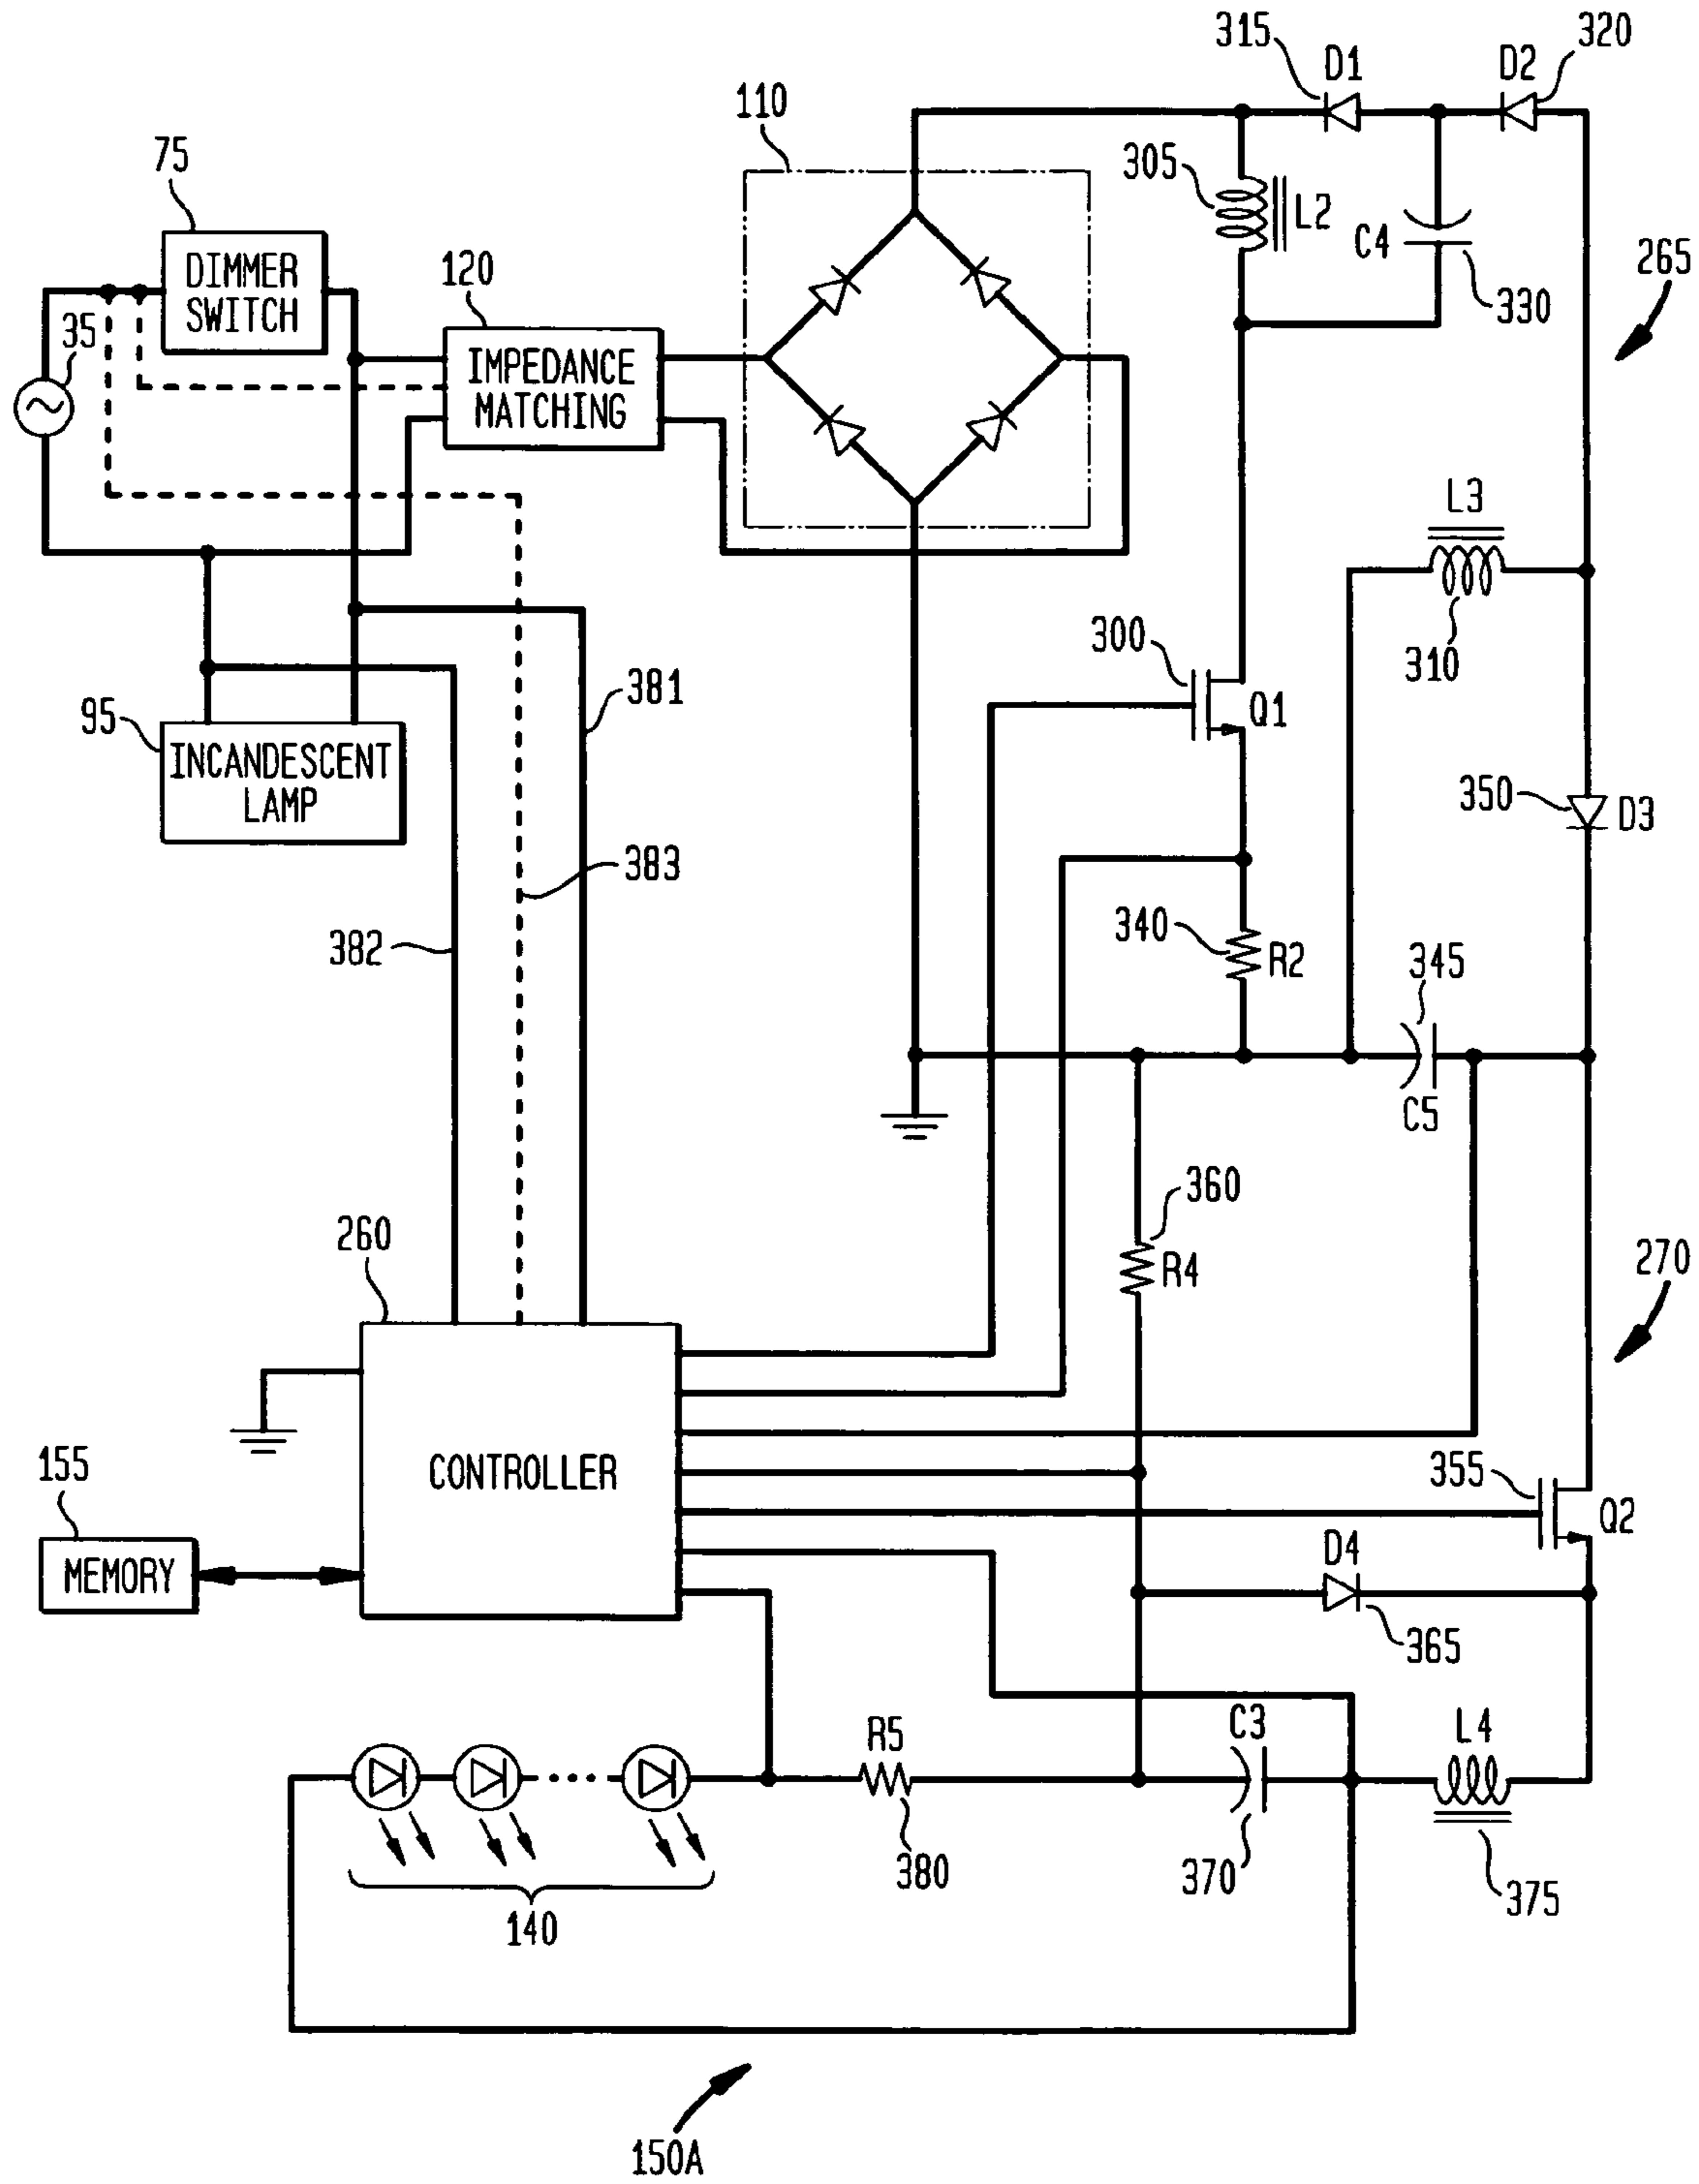 315
D1
D2
320
110
75
305
L2
C4
330
265
DIMMER
SWITCH
120
35
IMPEDANCE
MATCHING
L3
310
300
Q1
381
95
INCANDESCENT
LAMP
350
D3
383
382
340
R2
345
C5
360
R4
260
270
CONTROLLER
155
MEMORY
355
Q2
D4
365
R5
C3
L4
380
370
375
140
150A